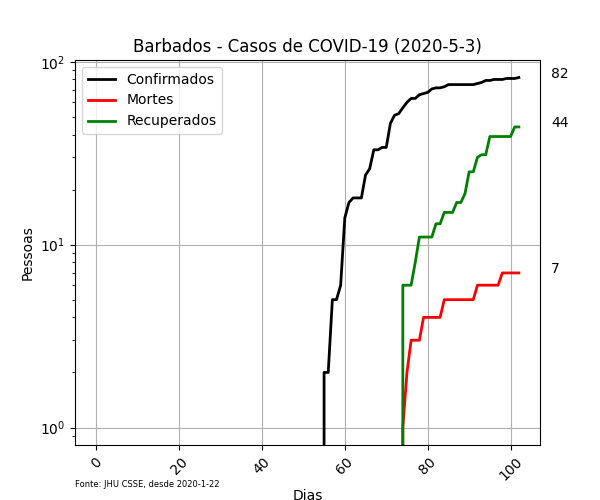 Barbados - Casos de COVID-19 (2020-5-3)
Confirmados
Mortes
Recuperados
82
44
7
Pessoas
10²
10¹
10⁰
0
20
40
60
80
100
Fonte: JHU CSSE, desde 2020-1-22
Dias